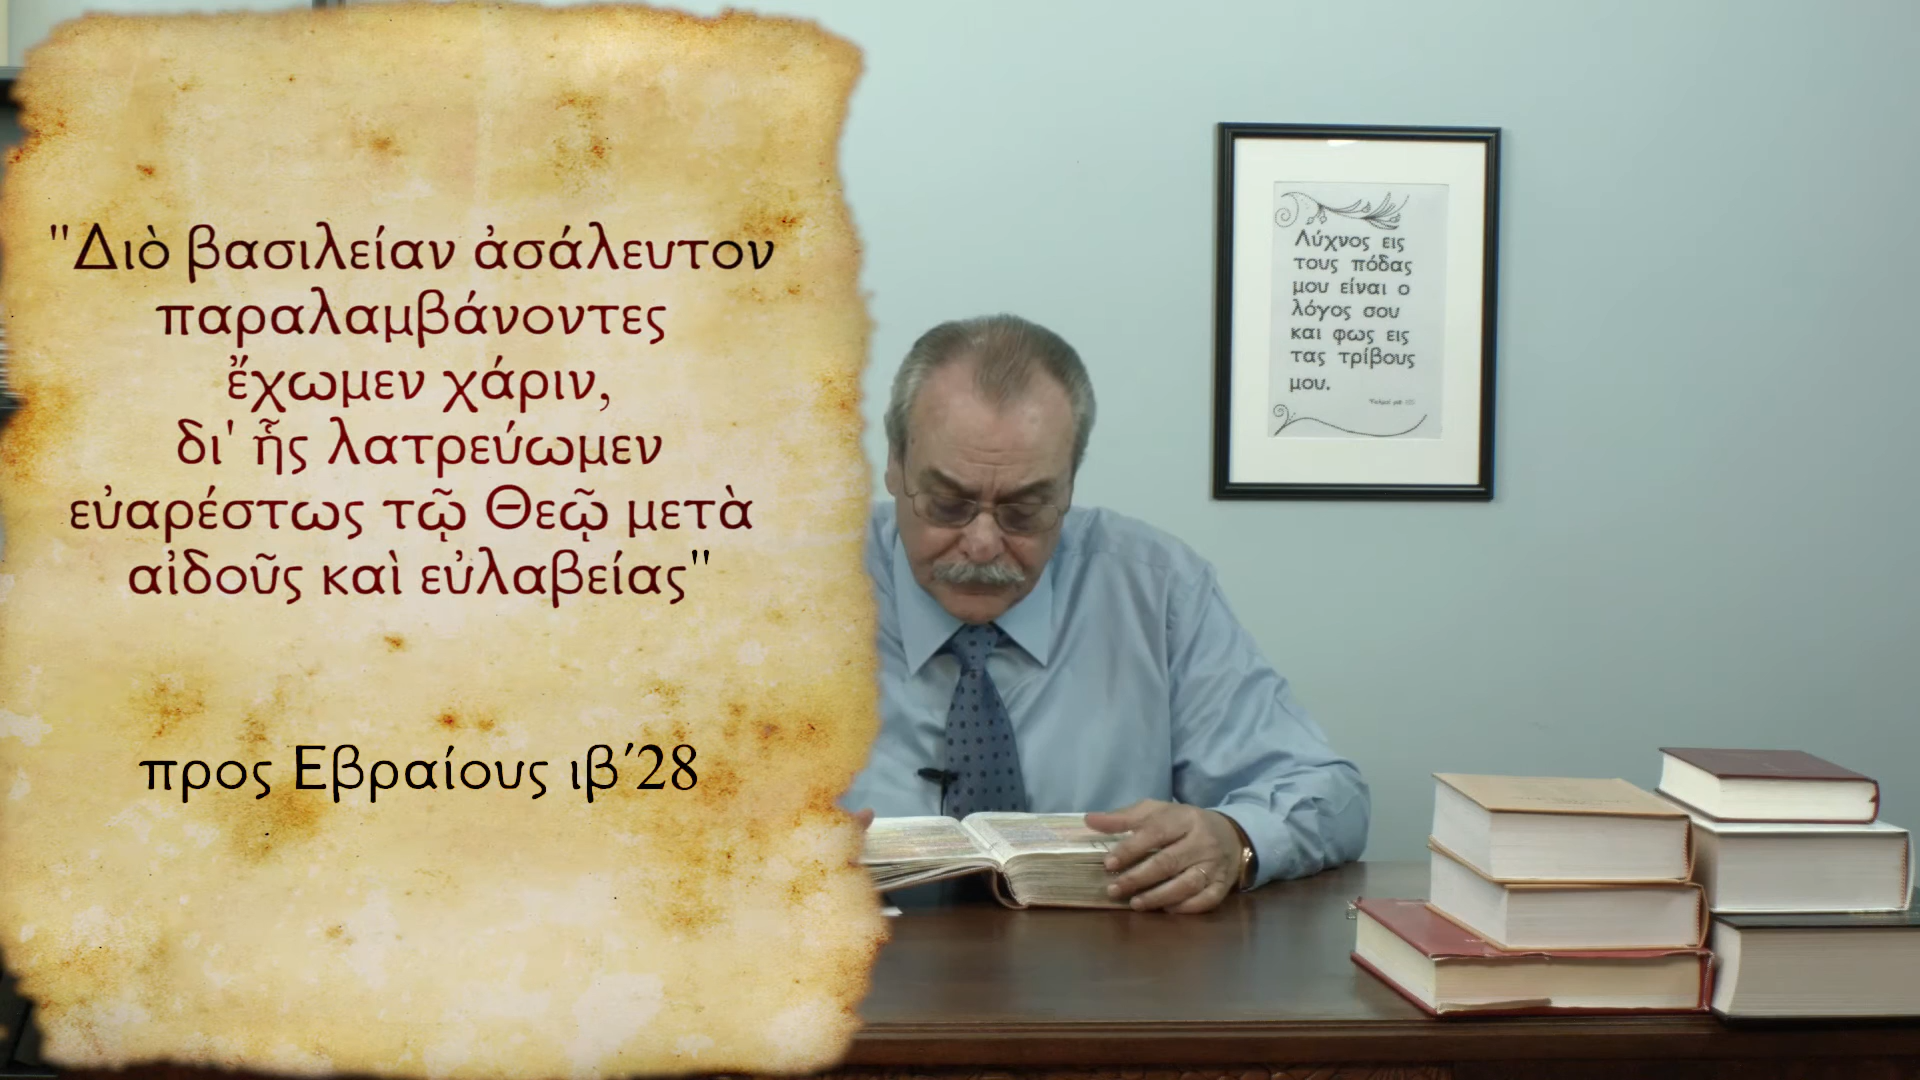 "Διὸ βασιλείαν ἀσάλευτον
παραλαμβάνοντες
ἔχωμεν χάριν,
δι' ἧς λατρεύωμεν
εὐαρέστως τῷ Θεῷ μετὰ
αἰδοῦς καὶ εὐλαβείας"
προς Εβραίους ιβ΄28
Λύχνος εις
τους πόδας
μου είναι ο
λόγος σου
και φως εις
τας τρίβους
μου.